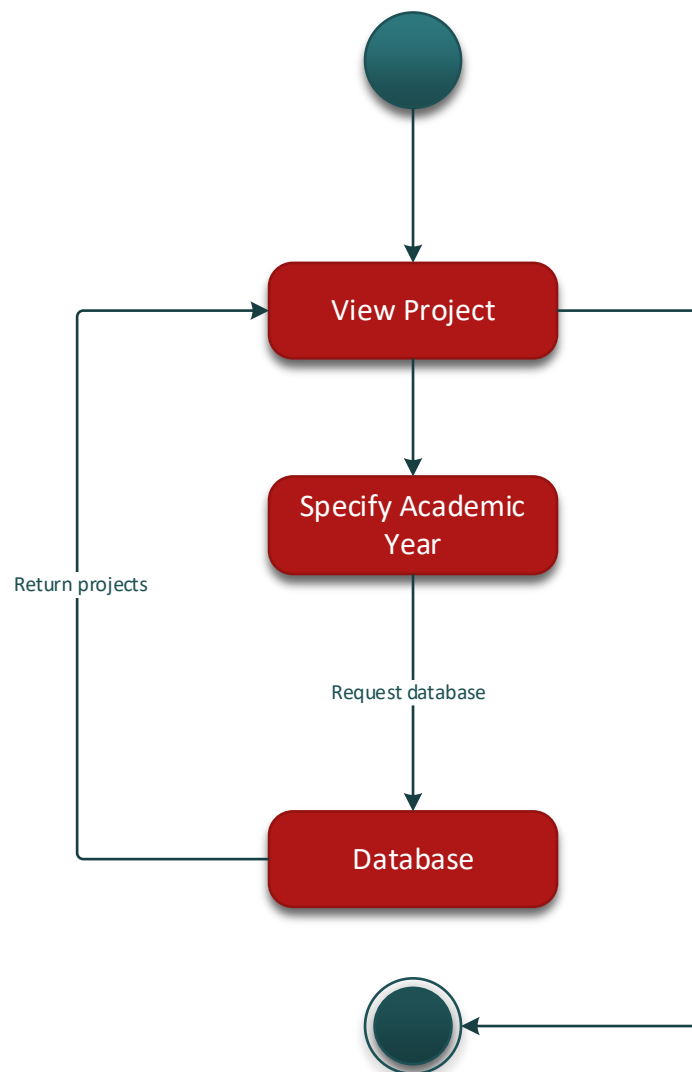 View Project
Specify Academic
Year
Return projects
Request database
Database